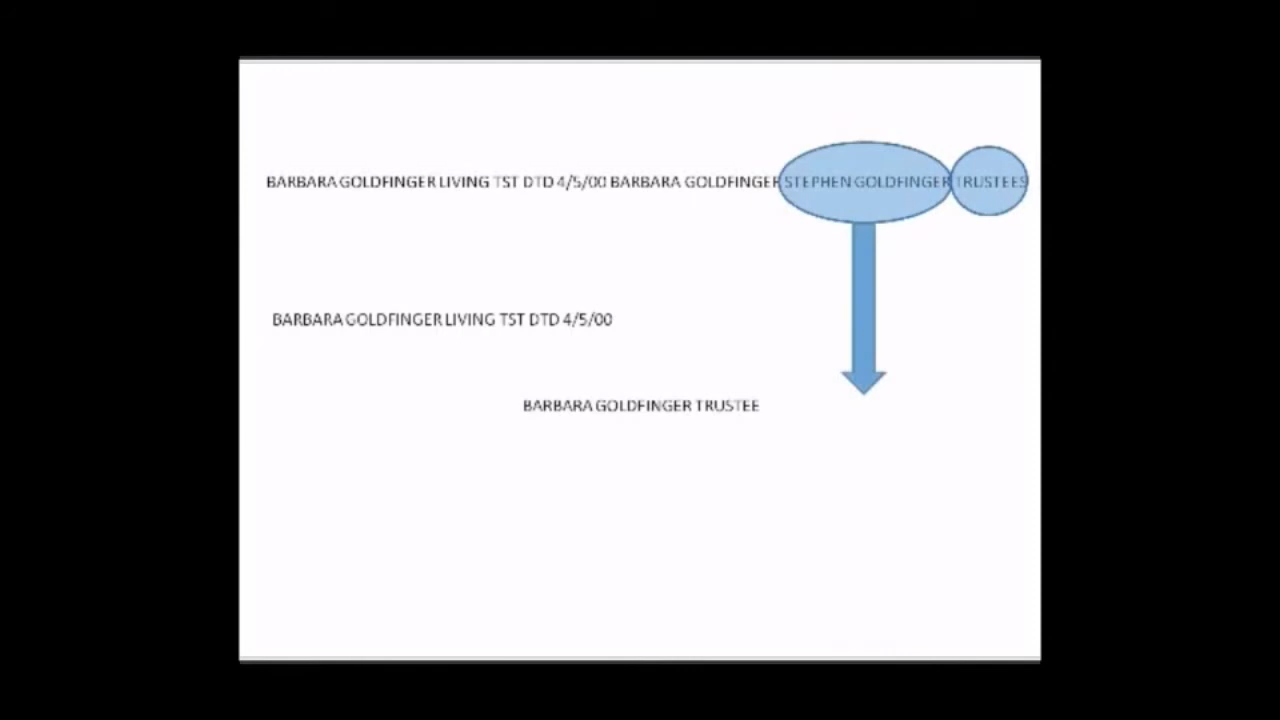 BARBARA GOLDFINGER LIVING TST DTD 4/5/00 BARBARA GOLDFINGER STEPHEN GOLDFINGER TRUSTEES
BARBARA GOLDFINGER LIVING TST DTD 4/5/00
BARBARA GOLDFINGER TRUSTEE